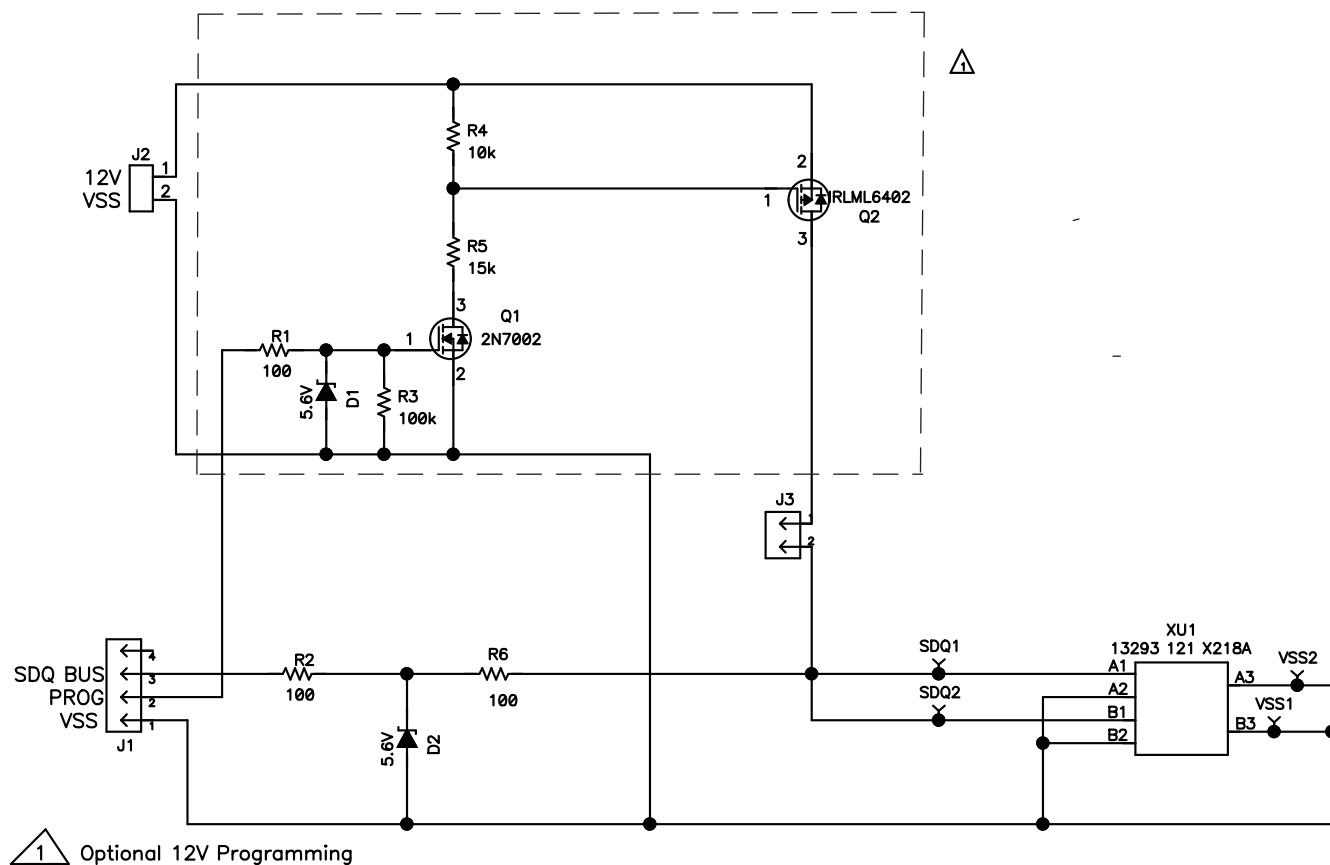 1
R4
10k
J2
1
12V
2
VSS
2
1
IRLML6402
Q2
3
R5
15k
3
Q1
2N7002
1
2
R1
100
5.6V
D1
R3
100k
J3
1
2
XU1
13293 121 X218A
SDQ1
SDQ2
A1
A2
B1
B2
A3
B3
VSS2
VSS1
SDQ BUS
PROG
VSS
4
3
2
1
J1
R2
100
R6
100
5.6V
D2
1 Optional 12V Programming